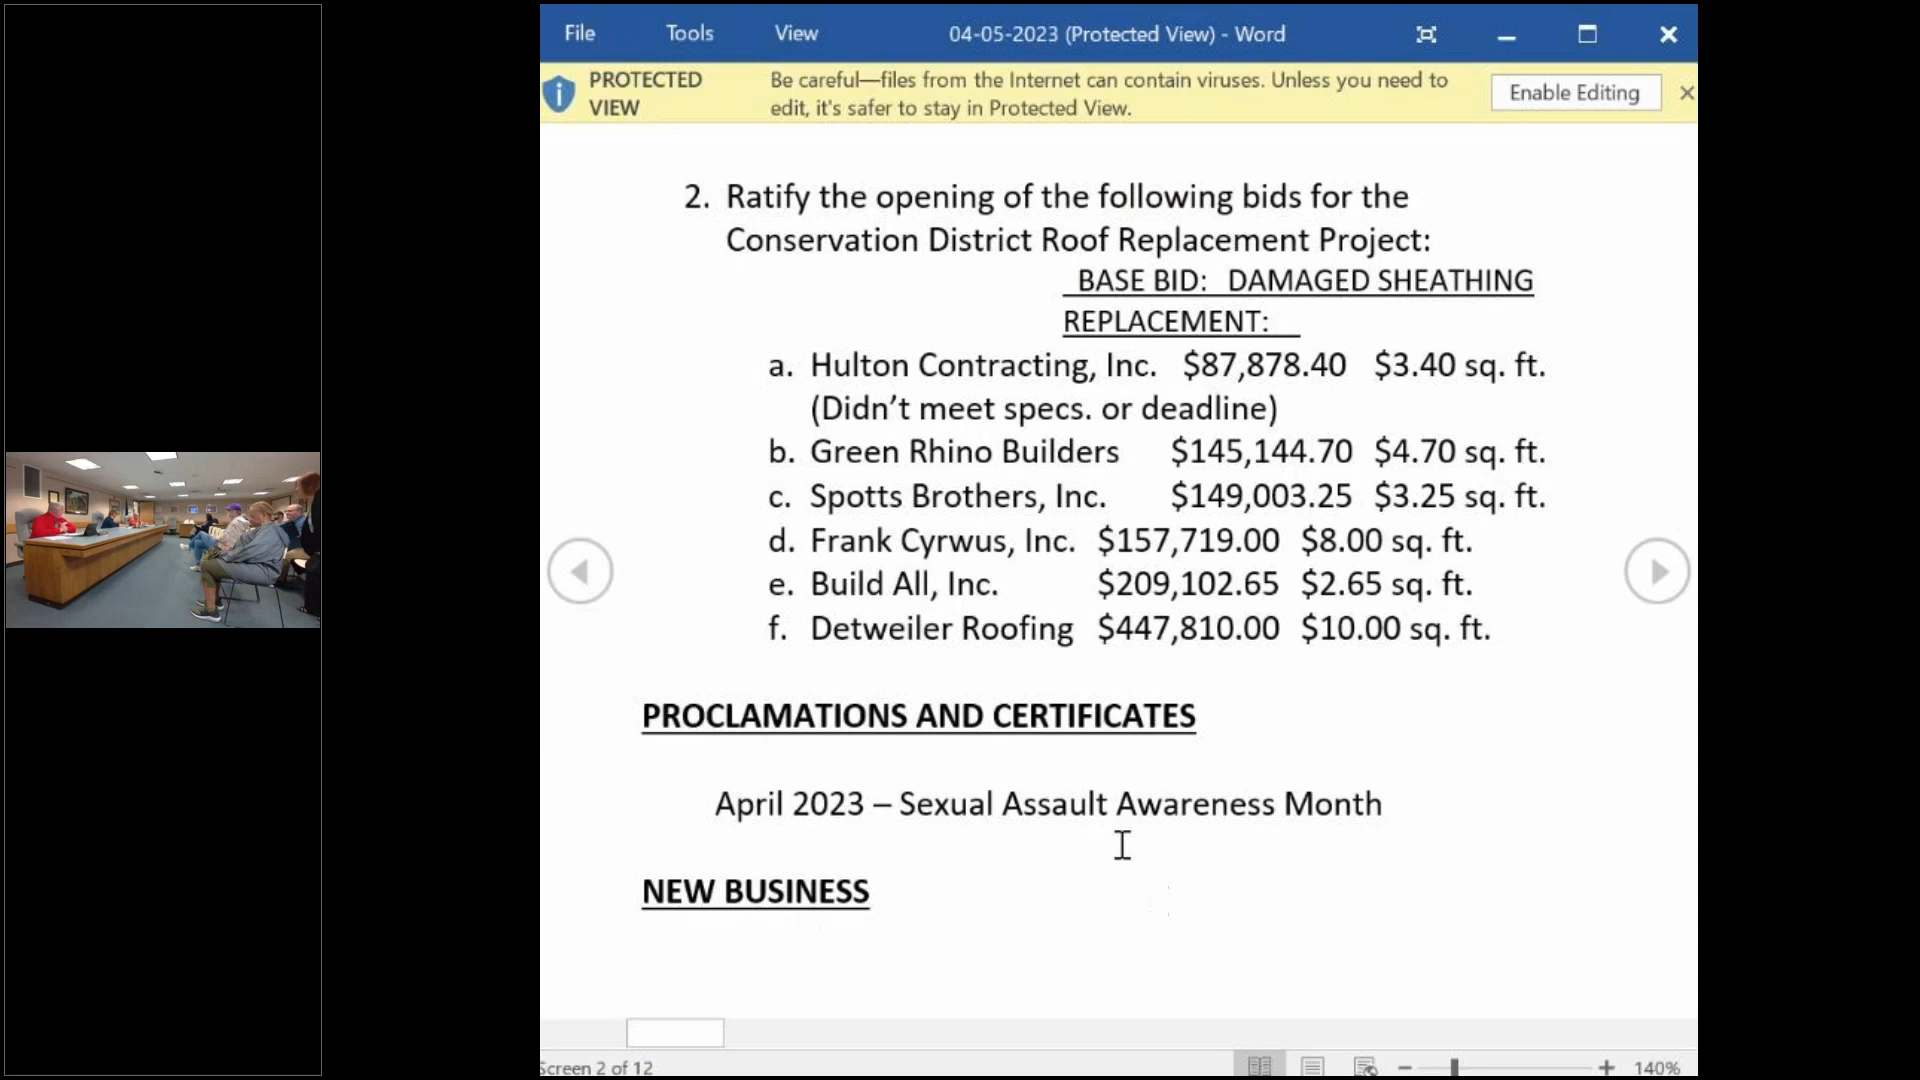 File Tools View 04-05-2023 (Protected View) - Word
PROTECTED VIEW Be careful—files from the Internet can contain viruses. Unless you need to
edit, it's safer to stay in Protected View. Enable Editing
2. Ratify the opening of the following bids for the
Conservation District Roof Replacement Project:
BASE BID: DAMAGED SHEATHING
REPLACEMENT:
a. Hulton Contracting, Inc. $87,878.40 $3.40 sq. ft.
(Didn’t meet specs. or deadline)
b. Green Rhino Builders $145,144.70 $4.70 sq. ft.
c. Spotts Brothers, Inc. $149,003.25 $3.25 sq. ft.
d. Frank Cyrwus, Inc. $157,719.00 $8.00 sq. ft.
e. Build All, Inc. $209,102.65 $2.65 sq. ft.
f. Detweiler Roofing $447,810.00 $10.00 sq. ft.
PROCLAMATIONS AND CERTIFICATES
April 2023 – Sexual Assault Awareness Month
NEW BUSINESS
Screen 2 of 12 140%